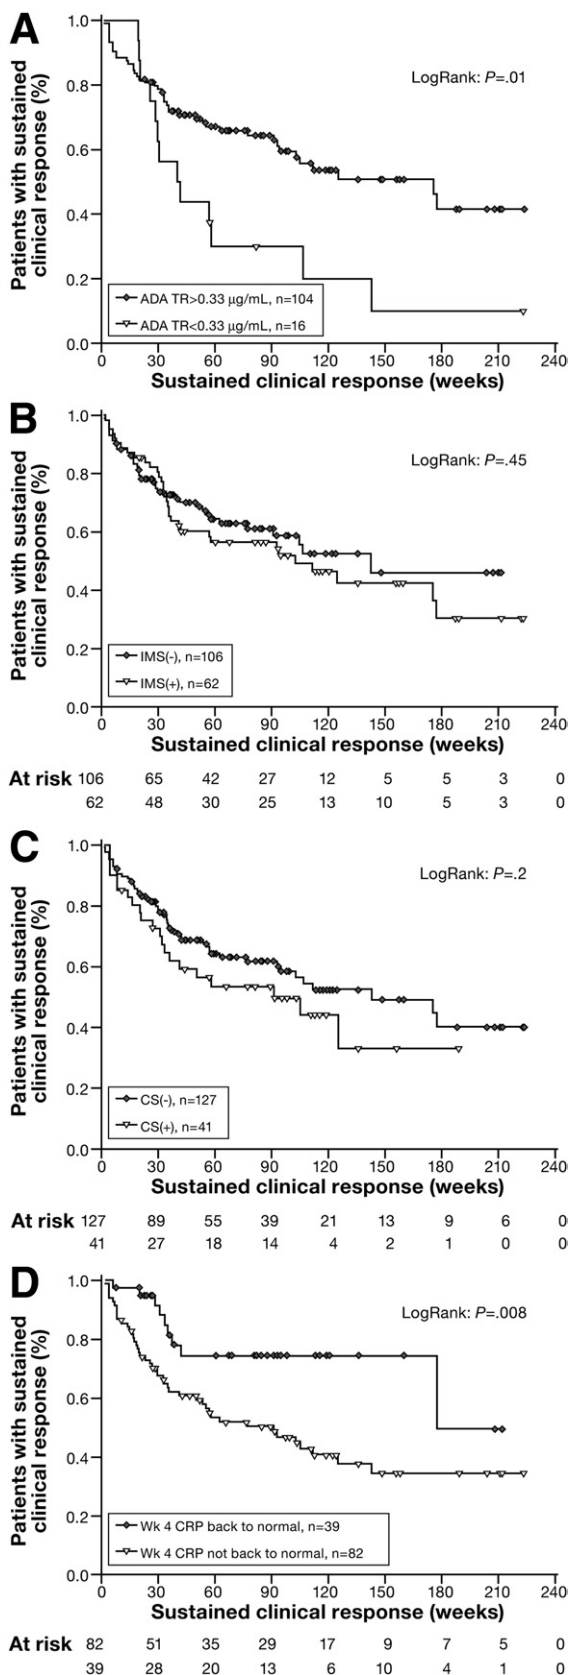 A
Patients with sustained
clinical response (%)
1.0
0.8
0.6
0.4
0.2
0.0
LogRank: P=.01
ADA TR>0.33 µg/mL, n=104
ADA TR<0.33 µg/mL, n=16
0 30 60 90 120 150 180 210 240
Sustained clinical response (weeks)
B
Patients with sustained
clinical response (%)
1.0
0.8
0.6
0.4
0.2
0.0
LogRank: P=.45
IMS(-), n=106
IMS(+), n=62
0 30 60 90 120 150 180 210 240
Sustained clinical response (weeks)
At risk 106 65 42 27 12 5 5 3 0
62 48 30 25 13 10 5 3 0
C
Patients with sustained
clinical response (%)
1.0
0.8
0.6
0.4
0.2
0.0
LogRank: P=.2
CS(-), n=127
CS(+), n=41
0 30 60 90 120 150 180 210 240
Sustained clinical response (weeks)
At risk 127 89 55 39 21 13 9 6 0
41 27 18 14 4 2 1 0 0
D
Patients with sustained
clinical response (%)
1.0
0.8
0.6
0.4
0.2
0.0
LogRank: P=.008
Wk 4 CRP back to normal, n=39
Wk 4 CRP not back to normal, n=82
0 30 60 90 120 150 180 210 240
Sustained clinical response (weeks)
At risk 82 51 35 29 17 9 7 5 0
39 28 20 13 6 10 4 1 0